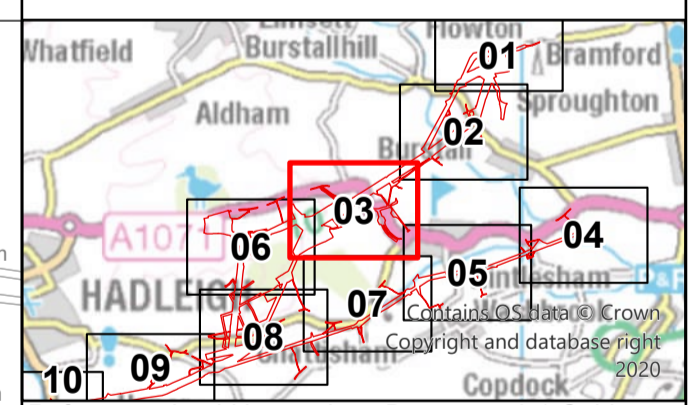 Flowton
Whatfield
Burstallhill
01
Bramford
Aldham
02
Sproughton
Burstall
03
A1071
06
04
HADLEIGH
05
07
Contains OS data © Crown
Copyright and database right
2020
08
09
10
Copdock